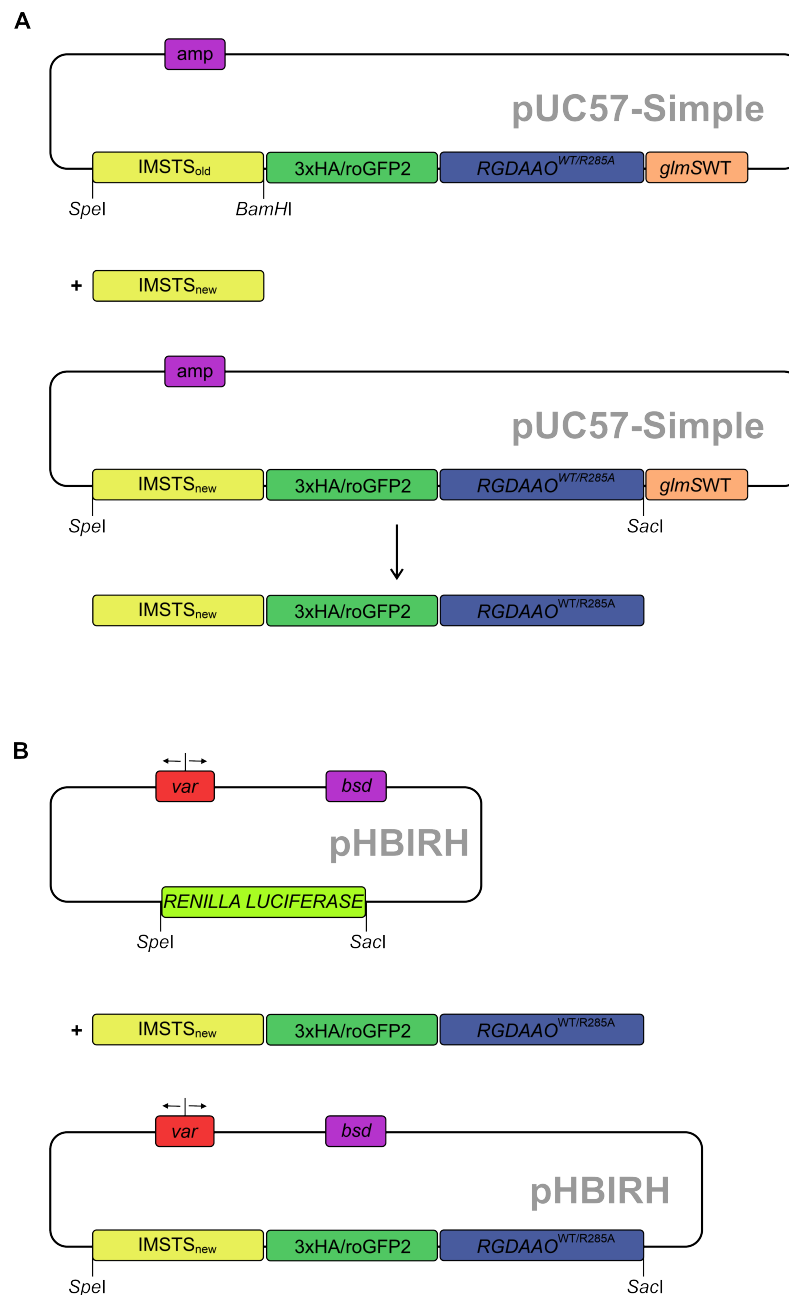 A
amp
pUC57-Simple
IMSTSold 3xHA/roGFP2 RGDAAOWT/R285A glmSWT
SpeI BamHI
+ IMSTSnew
amp
pUC57-Simple
IMSTSnew 3xHA/roGFP2 RGDAAOWT/R285A glmSWT
SpeI SacI
IMSTSnew 3xHA/roGFP2 RGDAAOWT/R285A
B
var bsd
pHBIRH
RENILLA LUCIFERASE
SpeI SacI
+ IMSTSnew 3xHA/roGFP2 RGDAAOWT/R285A
var bsd
pHBIRH
IMSTSnew 3xHA/roGFP2 RGDAAOWT/R285A
SpeI SacI